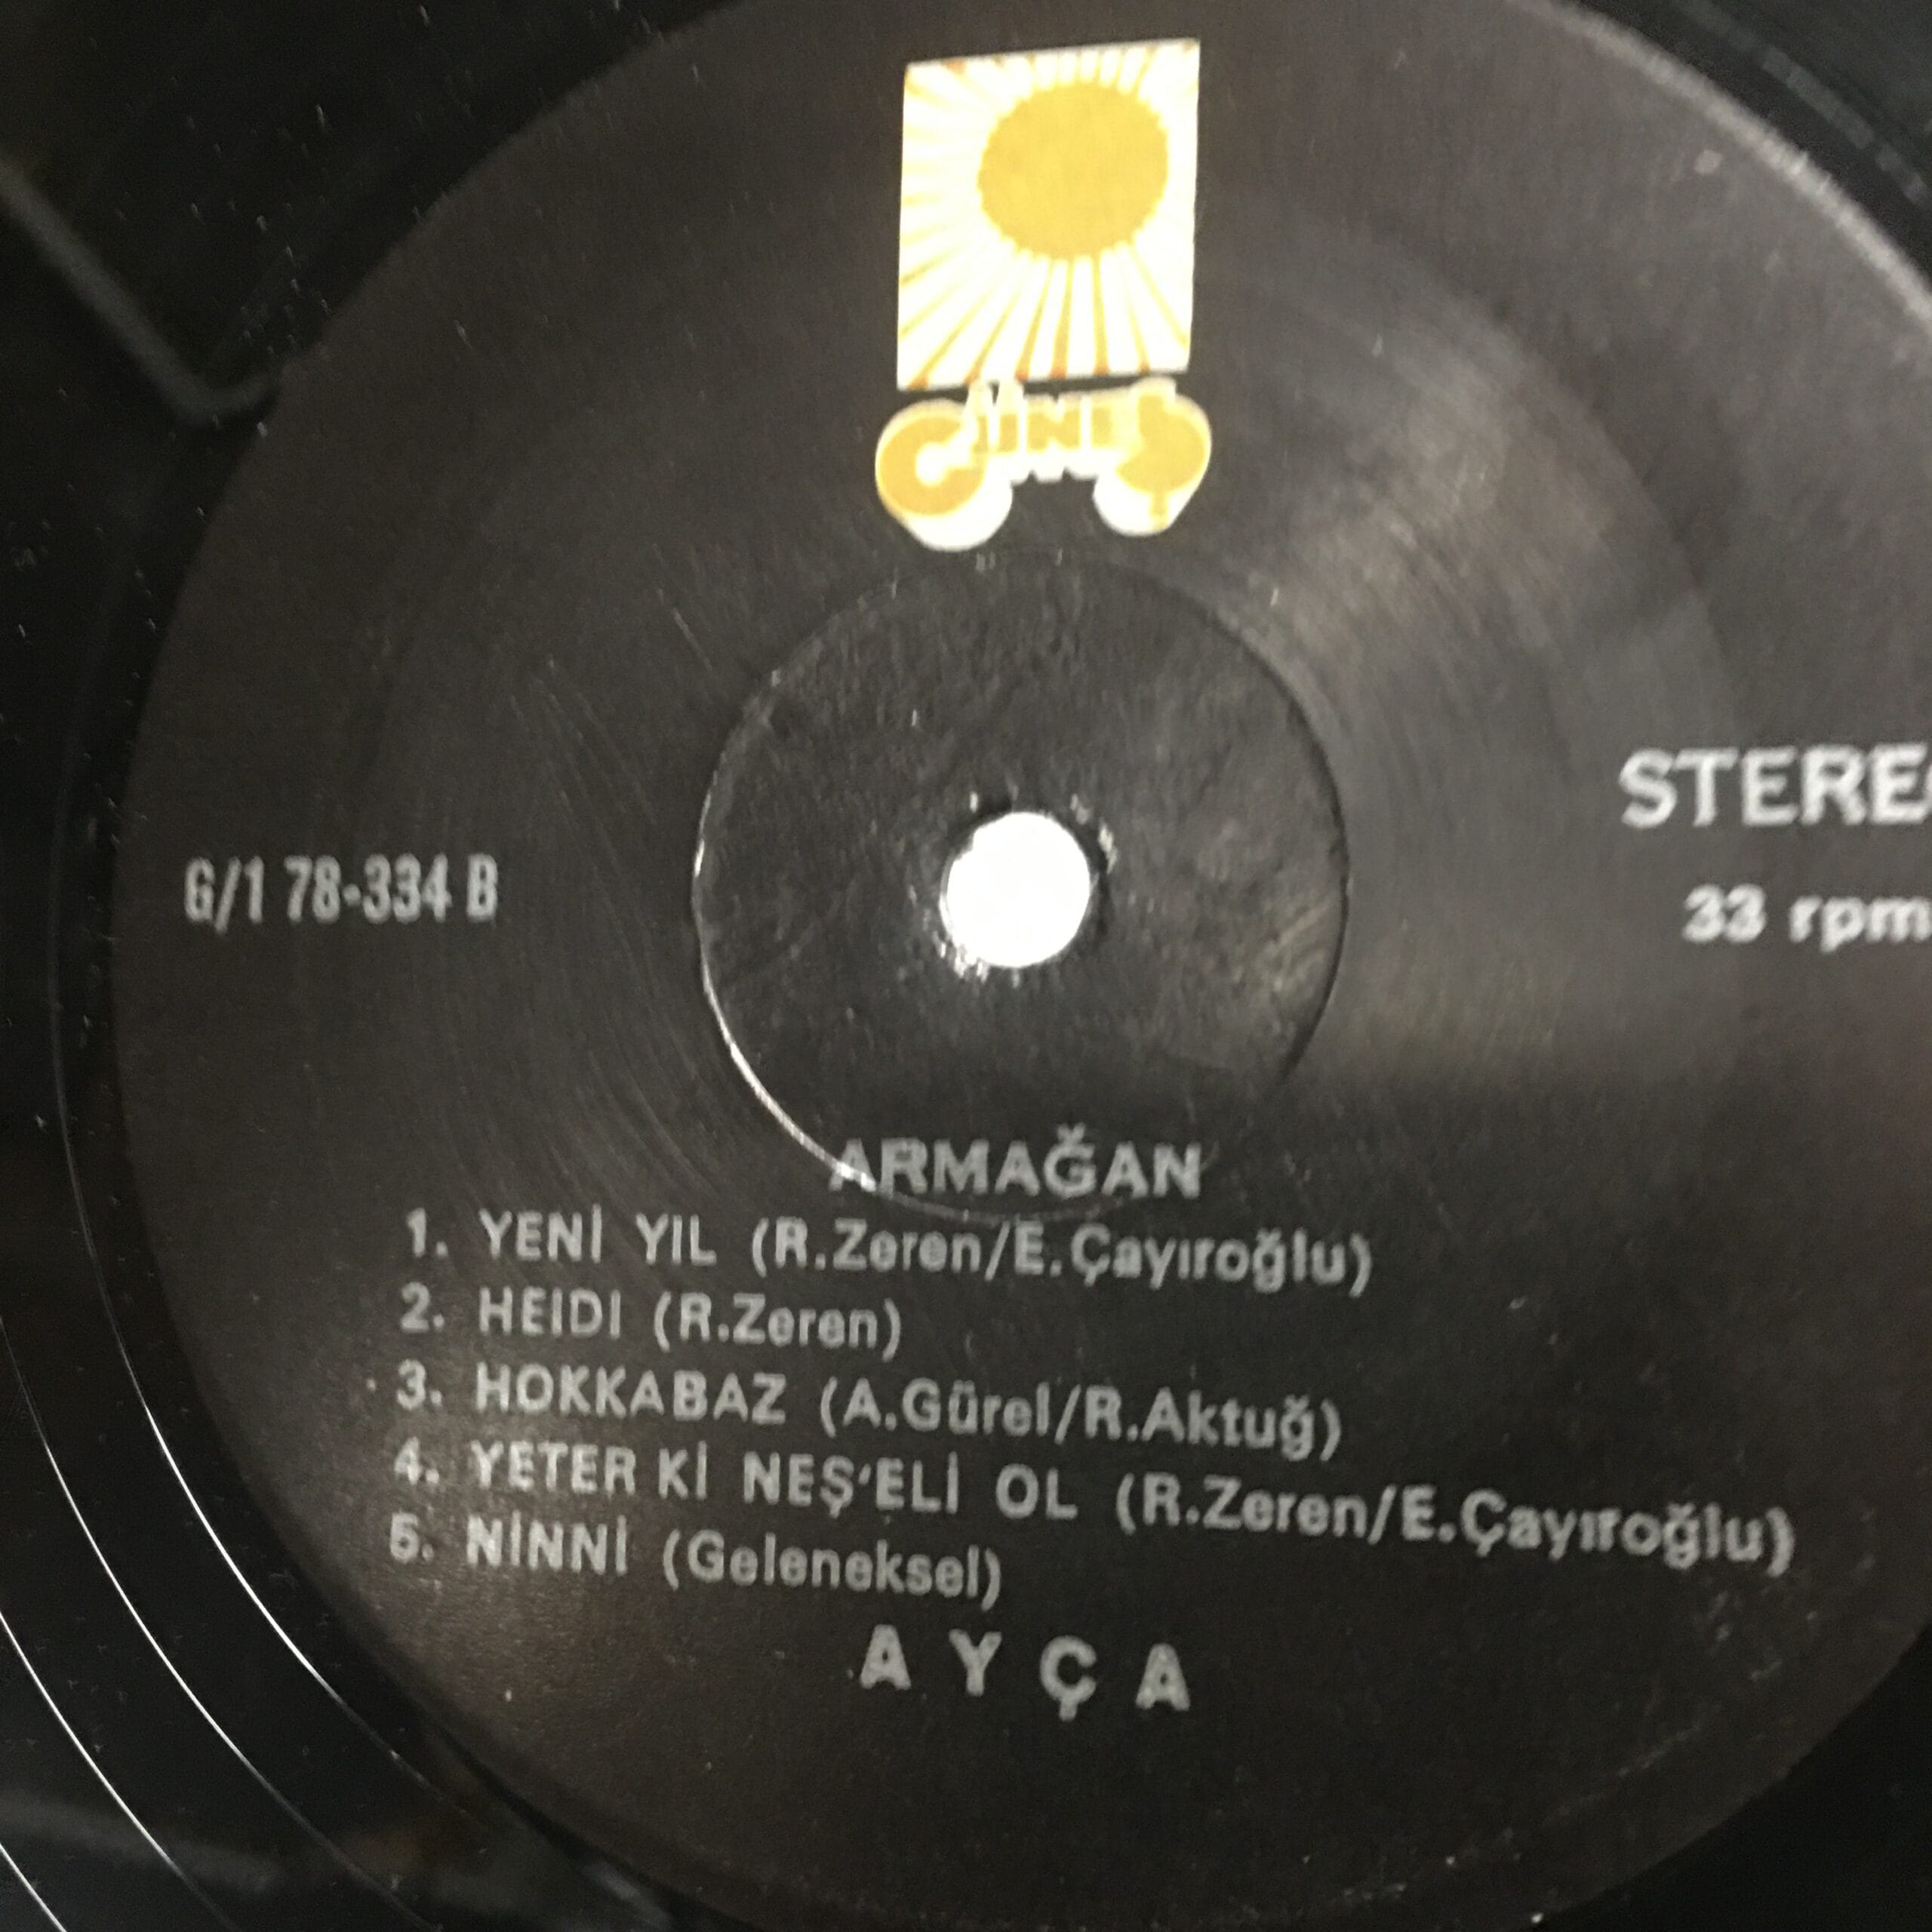 GÜNEŞ
STEREO
G/1 78-334 B
33 rpm
ARMAĞAN
1. YENİ YIL (R.Zeren/E.Çayıroğlu)
2. HEIDI (R.Zeren)
3. HOKKABAZ (A.Gürel/R.Aktuğ)
4. YETER Kİ NEŞ'ELİ OL (R.Zeren/E.Çayıroğlu)
5. NİNNİ (Geleneksel)
AYÇA